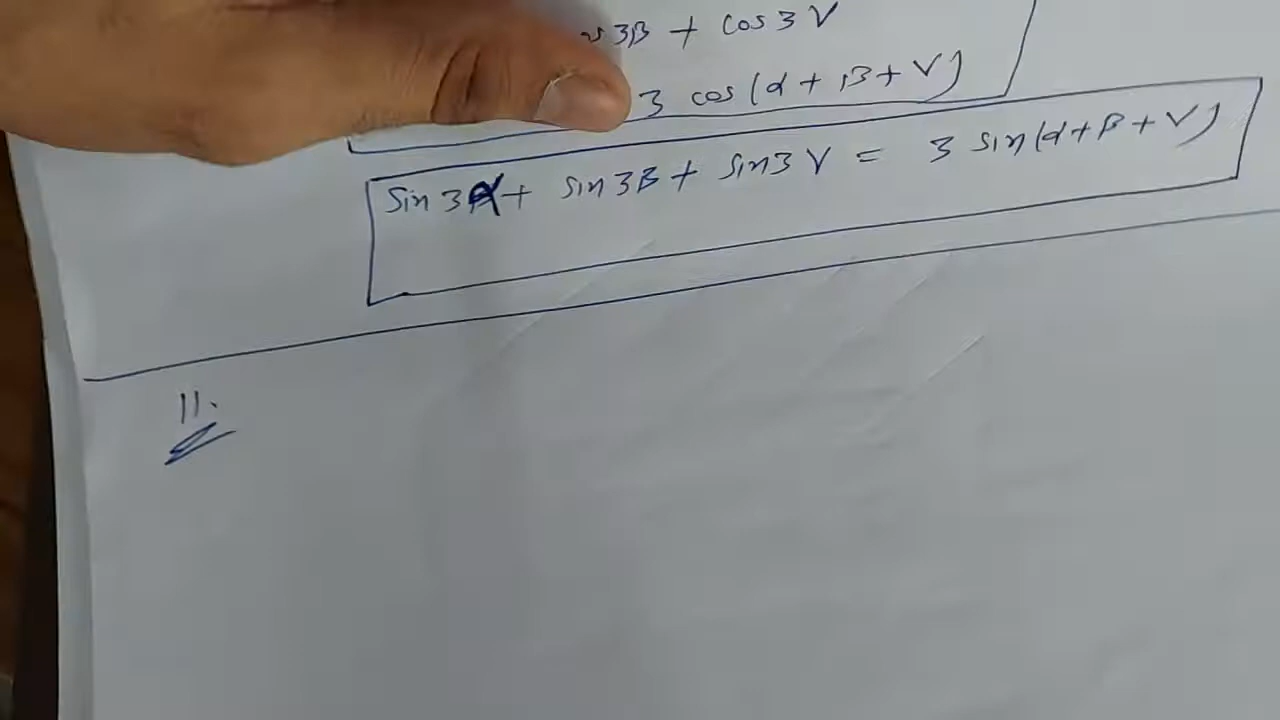 3β + cos 3γ
3 cos(α + β + γ)
sin 3α + sin 3β + sin 3γ = 3 sin(α + β + γ)
11.